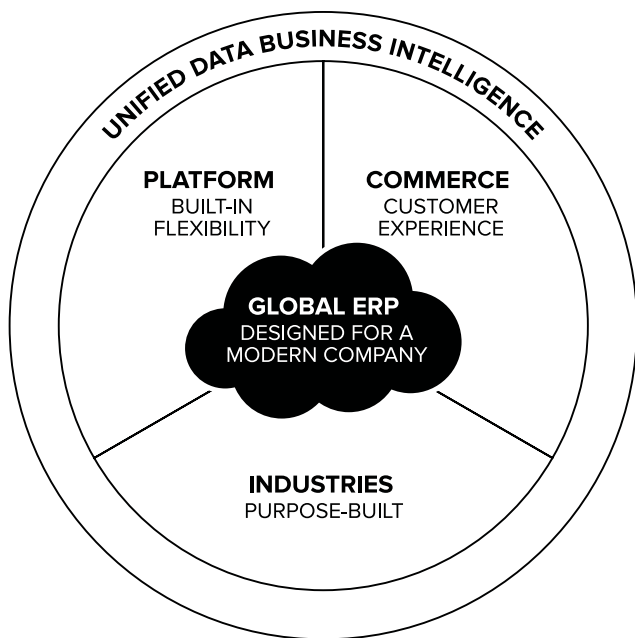 UNIFIED DATA BUSINESS INTELLIGENCE
PLATFORM
BUILT-IN
FLEXIBILITY
COMMERCE
CUSTOMER
EXPERIENCE
GLOBAL ERP
DESIGNED FOR A
MODERN COMPANY
INDUSTRIES
PURPOSE-BUILT